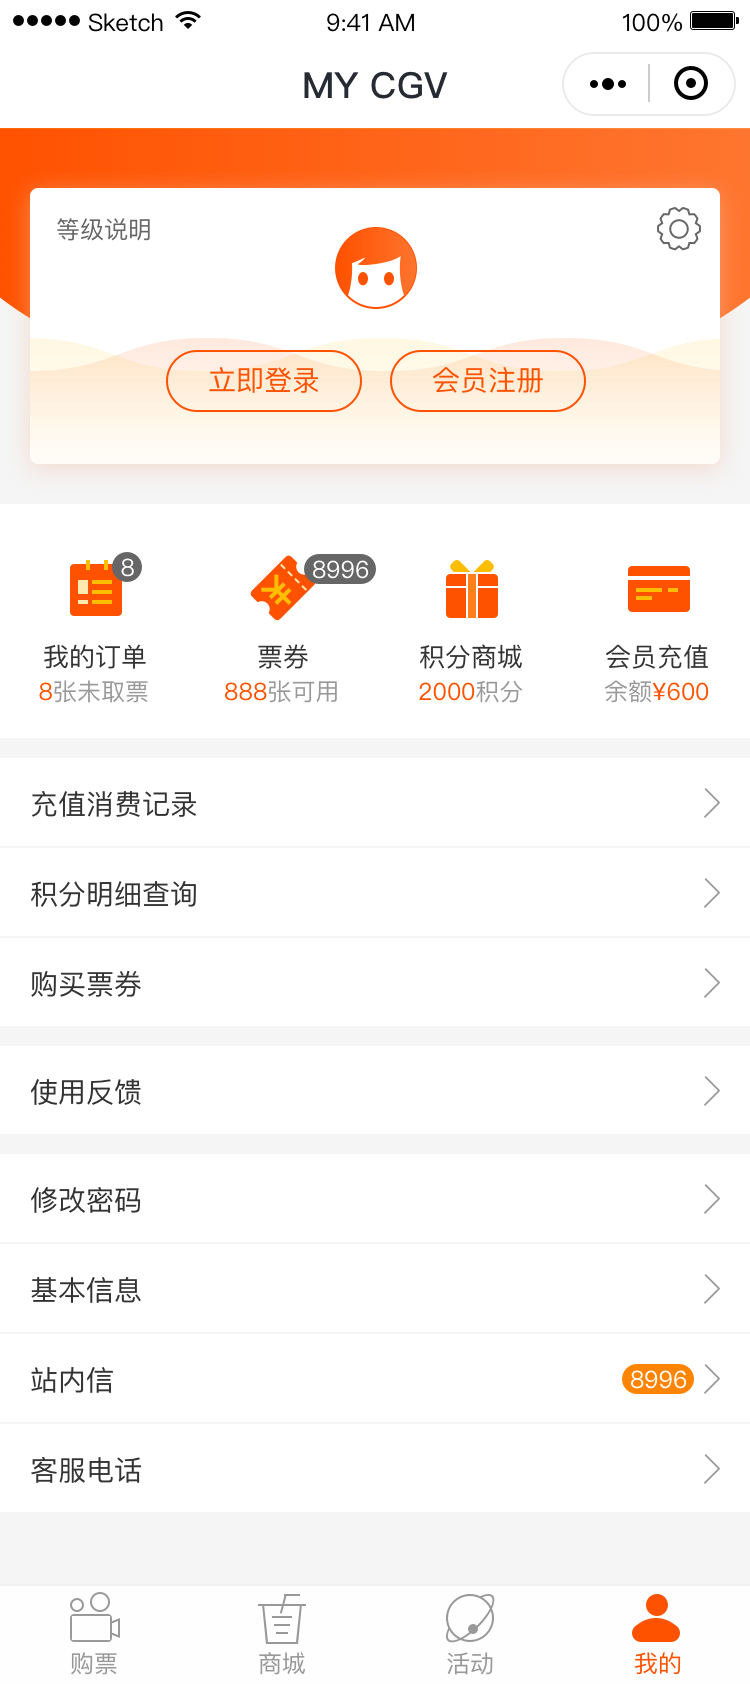 Sketch 9:41 AM 100%
MY CGV
等级说明
立即登录 会员注册
8 8996
我的订单 票券 积分商城 会员充值
8张未取票 888张可用 2000积分 余额¥600
充值消费记录
积分明细查询
购买票券
使用反馈
修改密码
基本信息
站内信 8996
客服电话
购票 商城 活动 我的